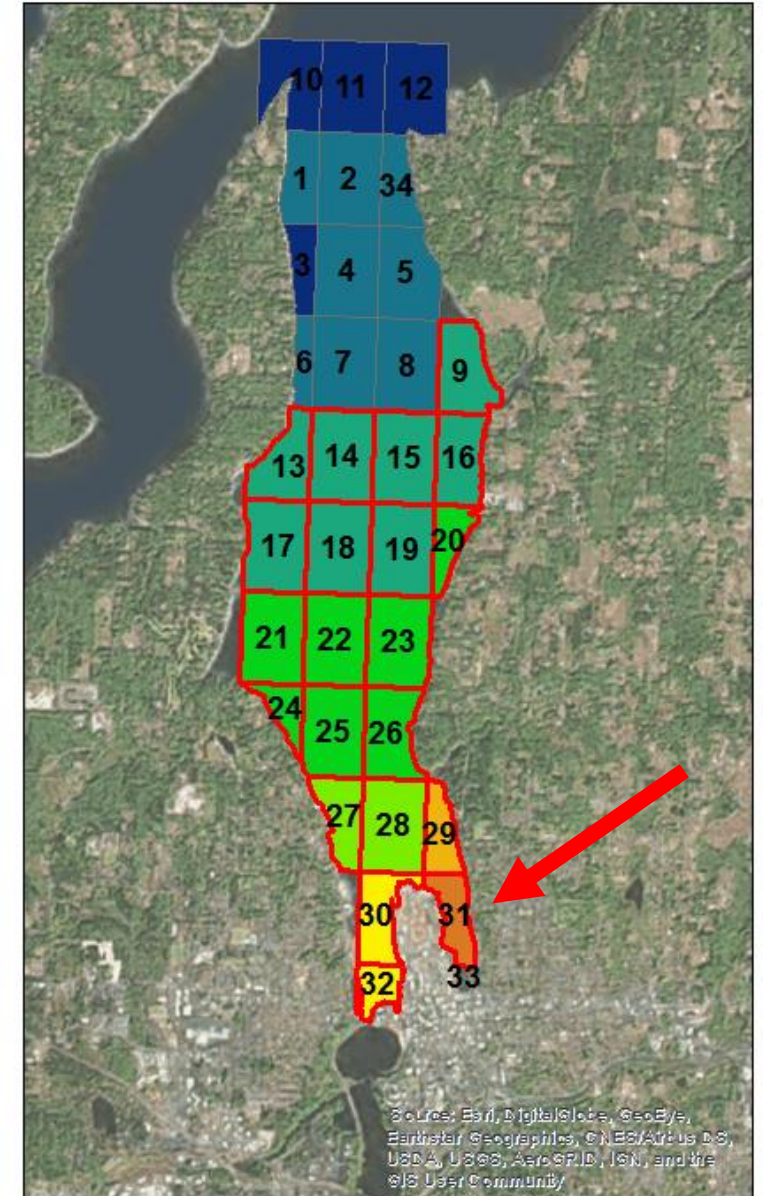 10 11 12
1 2 34
3 4 5
6 7 8 9
13 14 15 16
17 18 19 20
21 22 23
24 25 26
27 28 29
30 31
32 33
Source: Esri, DigitalGlobe, GeoEye,
Earthstar Geographics, CNES/Airbus DS,
USDA, USGS, AeroGRID, IGN, and the
GIS User Community